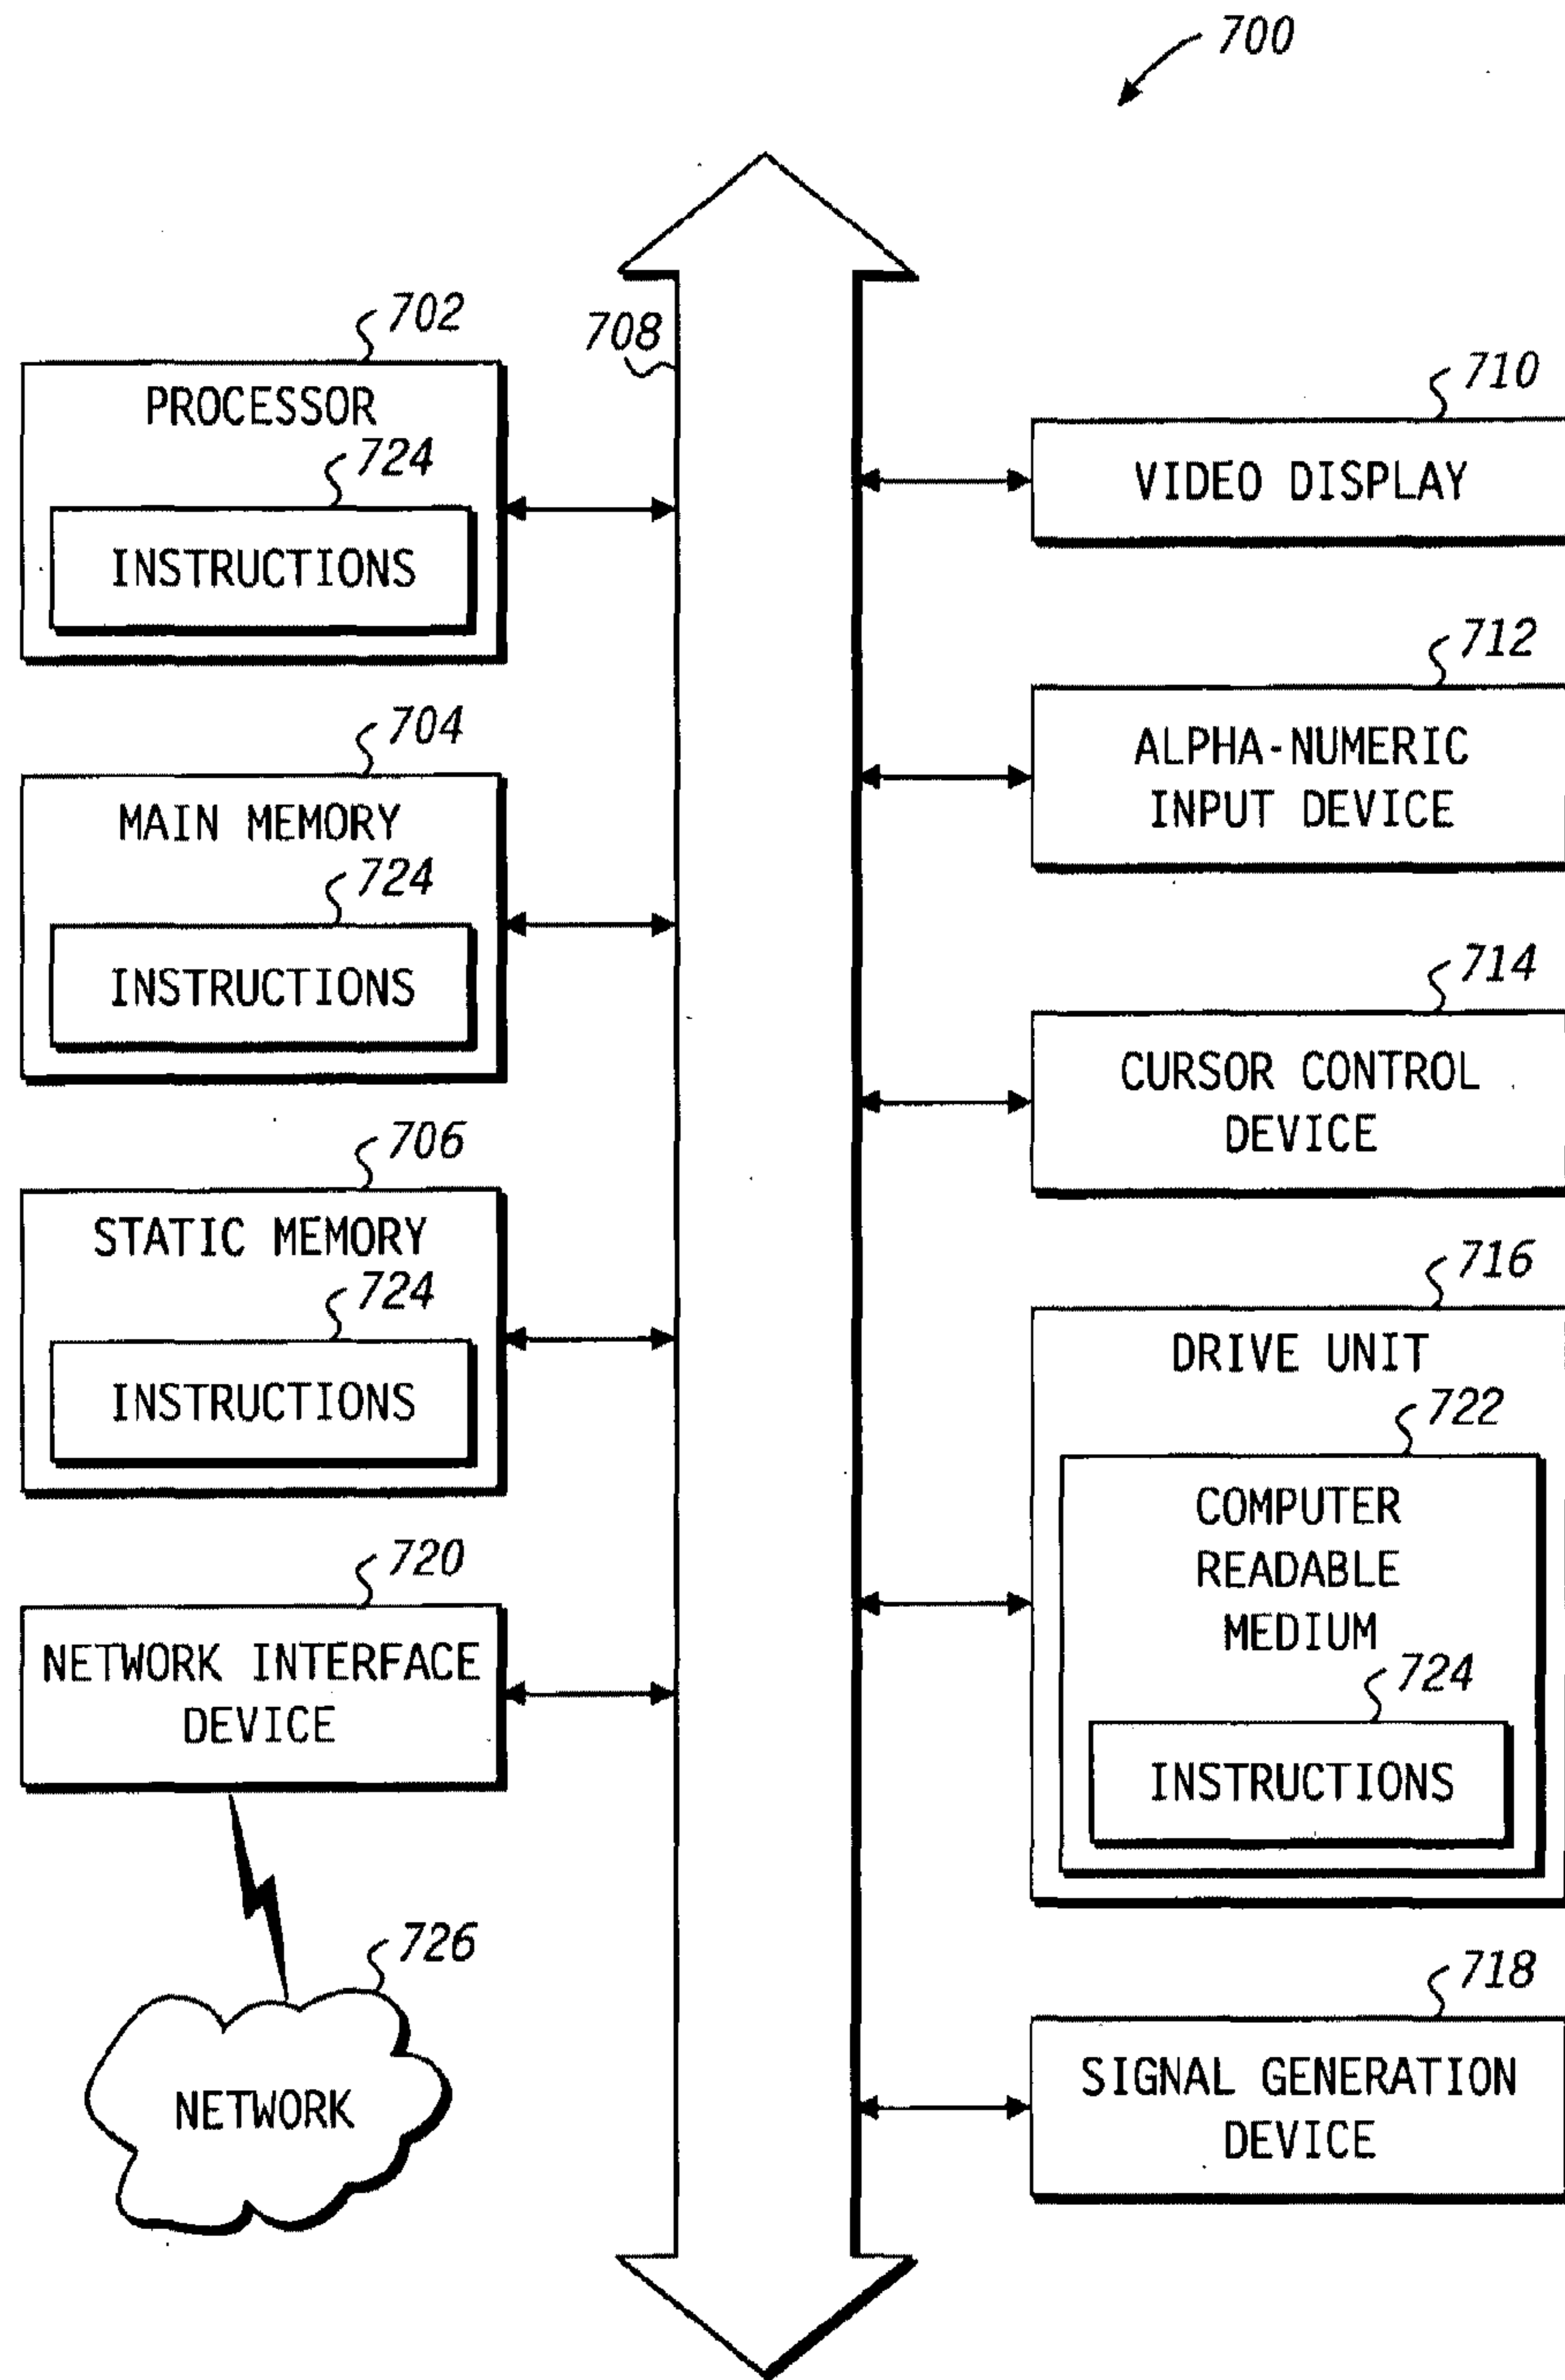 700
708
702
PROCESSOR
724
INSTRUCTIONS
704
MAIN MEMORY
724
INSTRUCTIONS
706
STATIC MEMORY
724
INSTRUCTIONS
720
NETWORK INTERFACE
DEVICE
726
NETWORK
710
VIDEO DISPLAY
712
ALPHA-NUMERIC
INPUT DEVICE
714
CURSOR CONTROL
DEVICE
716
DRIVE UNIT
722
COMPUTER
READABLE
MEDIUM
724
INSTRUCTIONS
718
SIGNAL GENERATION
DEVICE